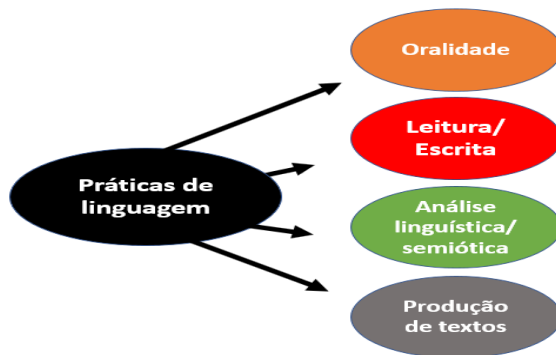 Práticas de
linguagem
Oralidade
Leitura/
Escrita
Análise
linguística/
semiótica
Produção
de textos